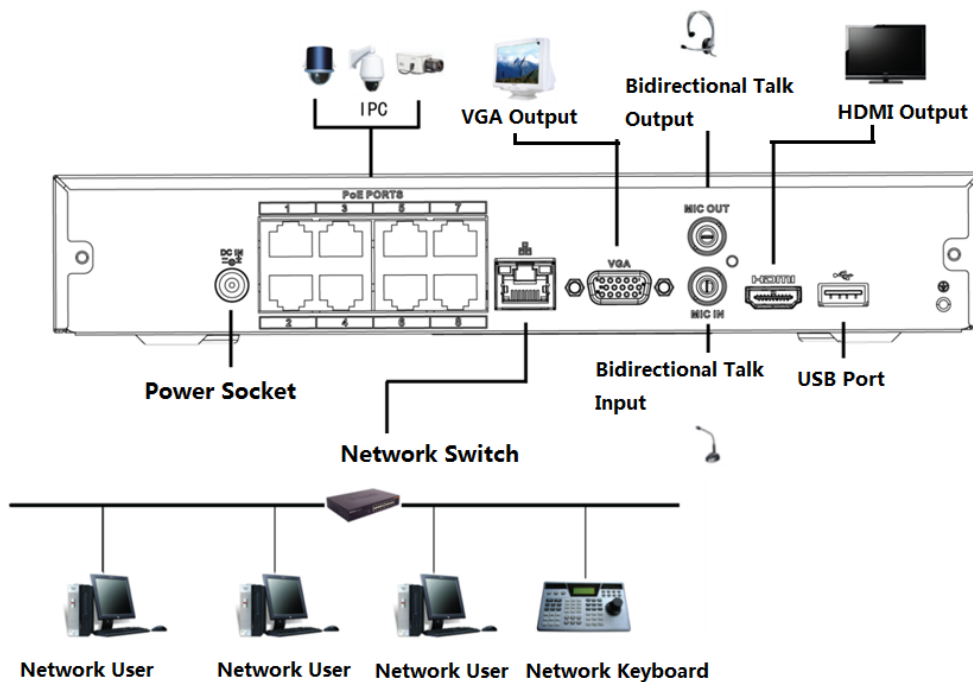 IPC
VGA Output
Bidirectional Talk
Output
HDMI Output
PoE PORTS
1 3 5 7
DC IN
MIC OUT
VGA
HDMI
MIC IN
2 4 6 8
Power Socket
Bidirectional Talk
Input
USB Port
Network Switch
Network User
Network User
Network User
Network Keyboard